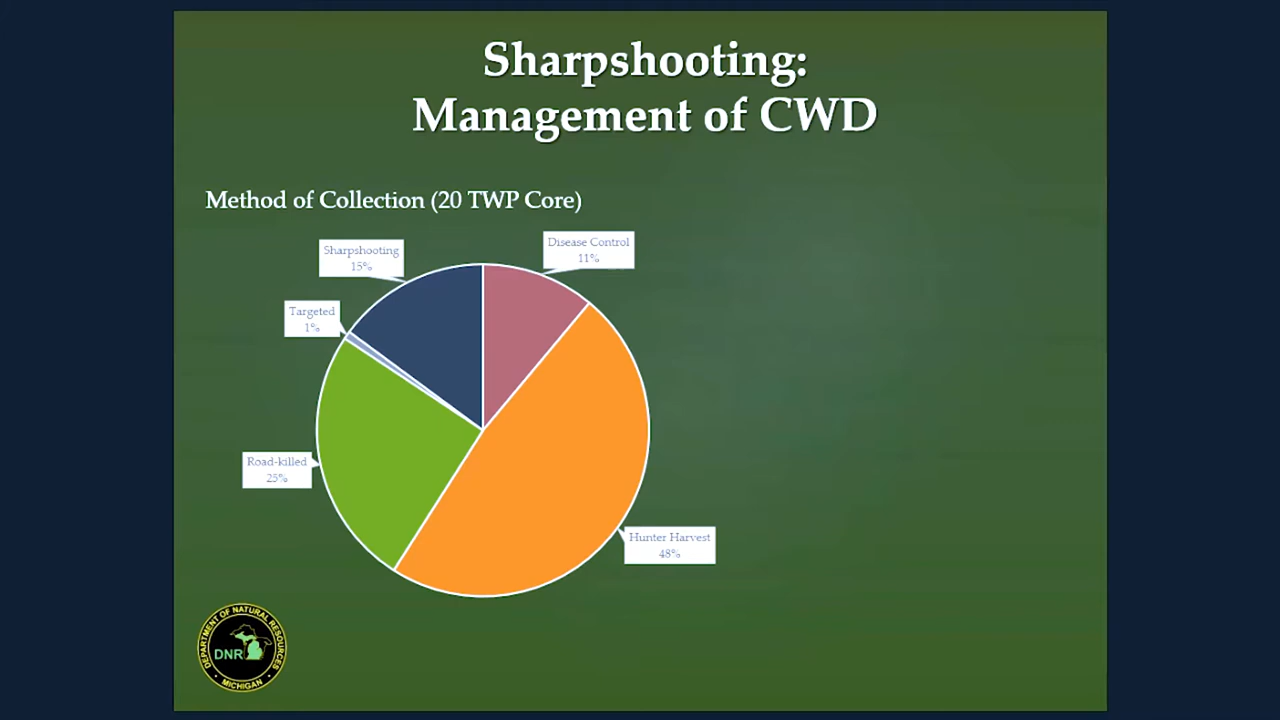 Sharpshooting:
Management of CWD
Method of Collection (20 TWP Core)
Sharpshooting
15%
Disease Control
11%
Targeted
1%
Road-killed
25%
Hunter Harvest
48%
DEPARTMENT OF NATURAL RESOURCES
DNR
MICHIGAN